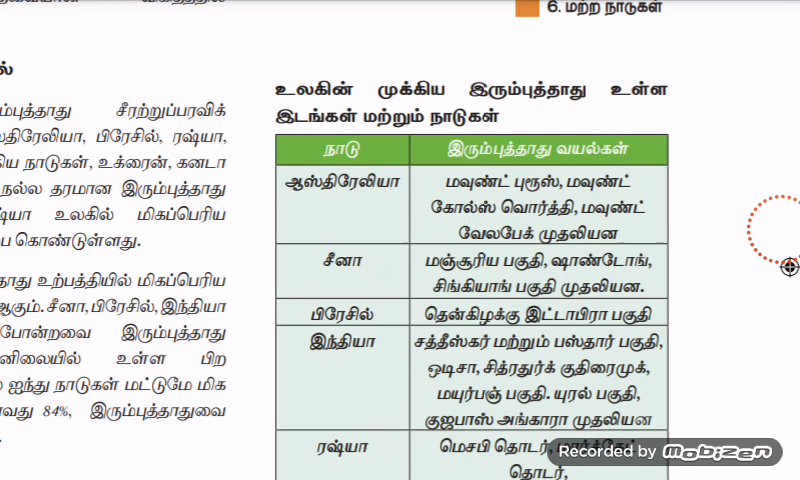 6. மற்ற நாடுகள்
ல்
ம்புத்தாது சீரற்றுப்பரவிக்
திரேலியா, பிரேசில், ரஷ்யா,
ய நாடுகள், உக்ரைன், கனடா
நல்ல தரமான இரும்புத்தாது
ஷ்யா உலகில் மிகப்பெரிய
கொண்டுள்ளது.
தாது உற்பத்தியில் மிகப்பெரிய
ஆகும். சீனா, பிரேசில், இந்தியா
போன்றவை இரும்புத்தாது
னிலையில் உள்ள பிற
ஐந்து நாடுகள் மட்டுமே மிக
வது 84%, இரும்புத்தாதுவை
உலகின் முக்கிய இரும்புத்தாது உள்ள
இடங்கள் மற்றும் நாடுகள்
நாடு இரும்புத்தாது வயல்கள்
ஆஸ்திரேலியா மவுண்ட் புரூஸ், மவுண்ட்
கோல்ஸ் வொர்த்தி, மவுண்ட்
வேலபேக் முதலியன
சீனா மஞ்சூரிய பகுதி, ஷாண்டோங்,
சிங்கியாங் பகுதி முதலியன.
பிரேசில் தென்கிழக்கு இட்டாபிரா பகுதி
இந்தியா சத்தீஸ்கர் மற்றும் பஸ்தார் பகுதி,
ஒடிசா, சித்ரதுர்க் குதிரைமுக்,
மயுர்பஞ் பகுதி. யுரல் பகுதி,
குஜபாஸ் அங்காரா முதலியன
ரஷ்யா மெசபி தொடர்,
தொடர்,
Recorded by mobizen